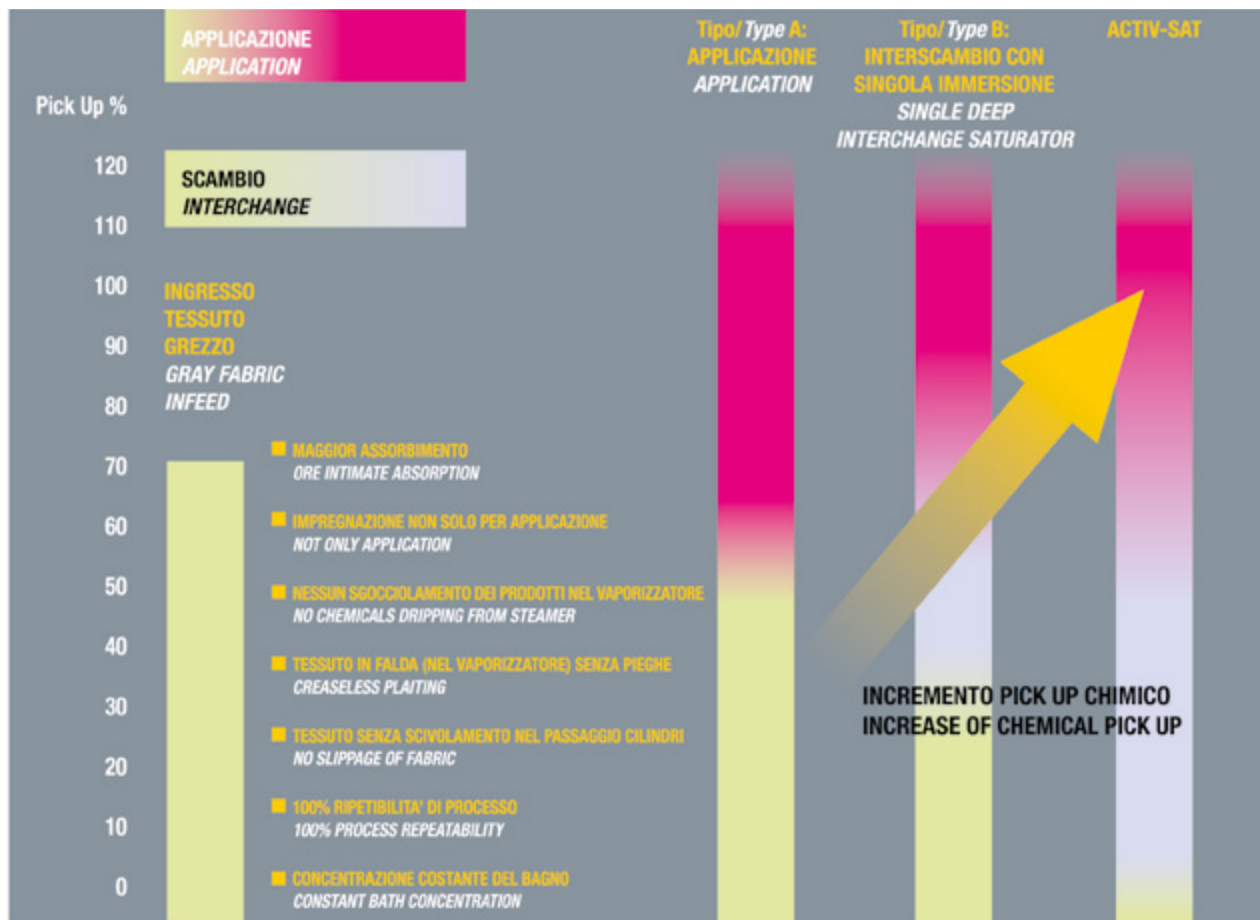 APPLICAZIONE
APPLICATION
Pick Up %
120
110
100
90
80
70
60
50
40
30
20
10
0
SCAMBIO
INTERCHANGE
INGRESSO
TESSUTO
GREZZO
GRAY FABRIC
INFEED
MAGGIOR ASSORBIMENTO
ORE INTIMATE ABSORPTION
IMPREGNAZIONE NON SOLO PER APPLICAZIONE
NOT ONLY APPLICATION
NESSUN SGOCCIOLAMENTO DEI PRODOTTI NEL VAPORIZZATORE
NO CHEMICALS DRIPPING FROM STEAMER
TESSUTO IN FALDA (NEL VAPORIZZATORE) SENZA PIEGHE
CREASELESS PLAITING
TESSUTO SENZA SCIVOLAMENTO NEL PASSAGGIO CILINDRI
NO SLIPPAGE OF FABRIC
100% RIPETIBILITA' DI PROCESSO
100% PROCESS REPEATABILITY
CONCENTRAZIONE COSTANTE DEL BAGNO
CONSTANT BATH CONCENTRATION
Tipo/Type A:
APPLICAZIONE
APPLICATION
Tipo/Type B:
INTERSCAMBIO CON
SINGOLA IMMERSIONE
SINGLE DEEP
INTERCHANGE SATURATOR
ACTIV-SAT
INCREMENTO PICK UP CHIMICO
INCREASE OF CHEMICAL PICK UP